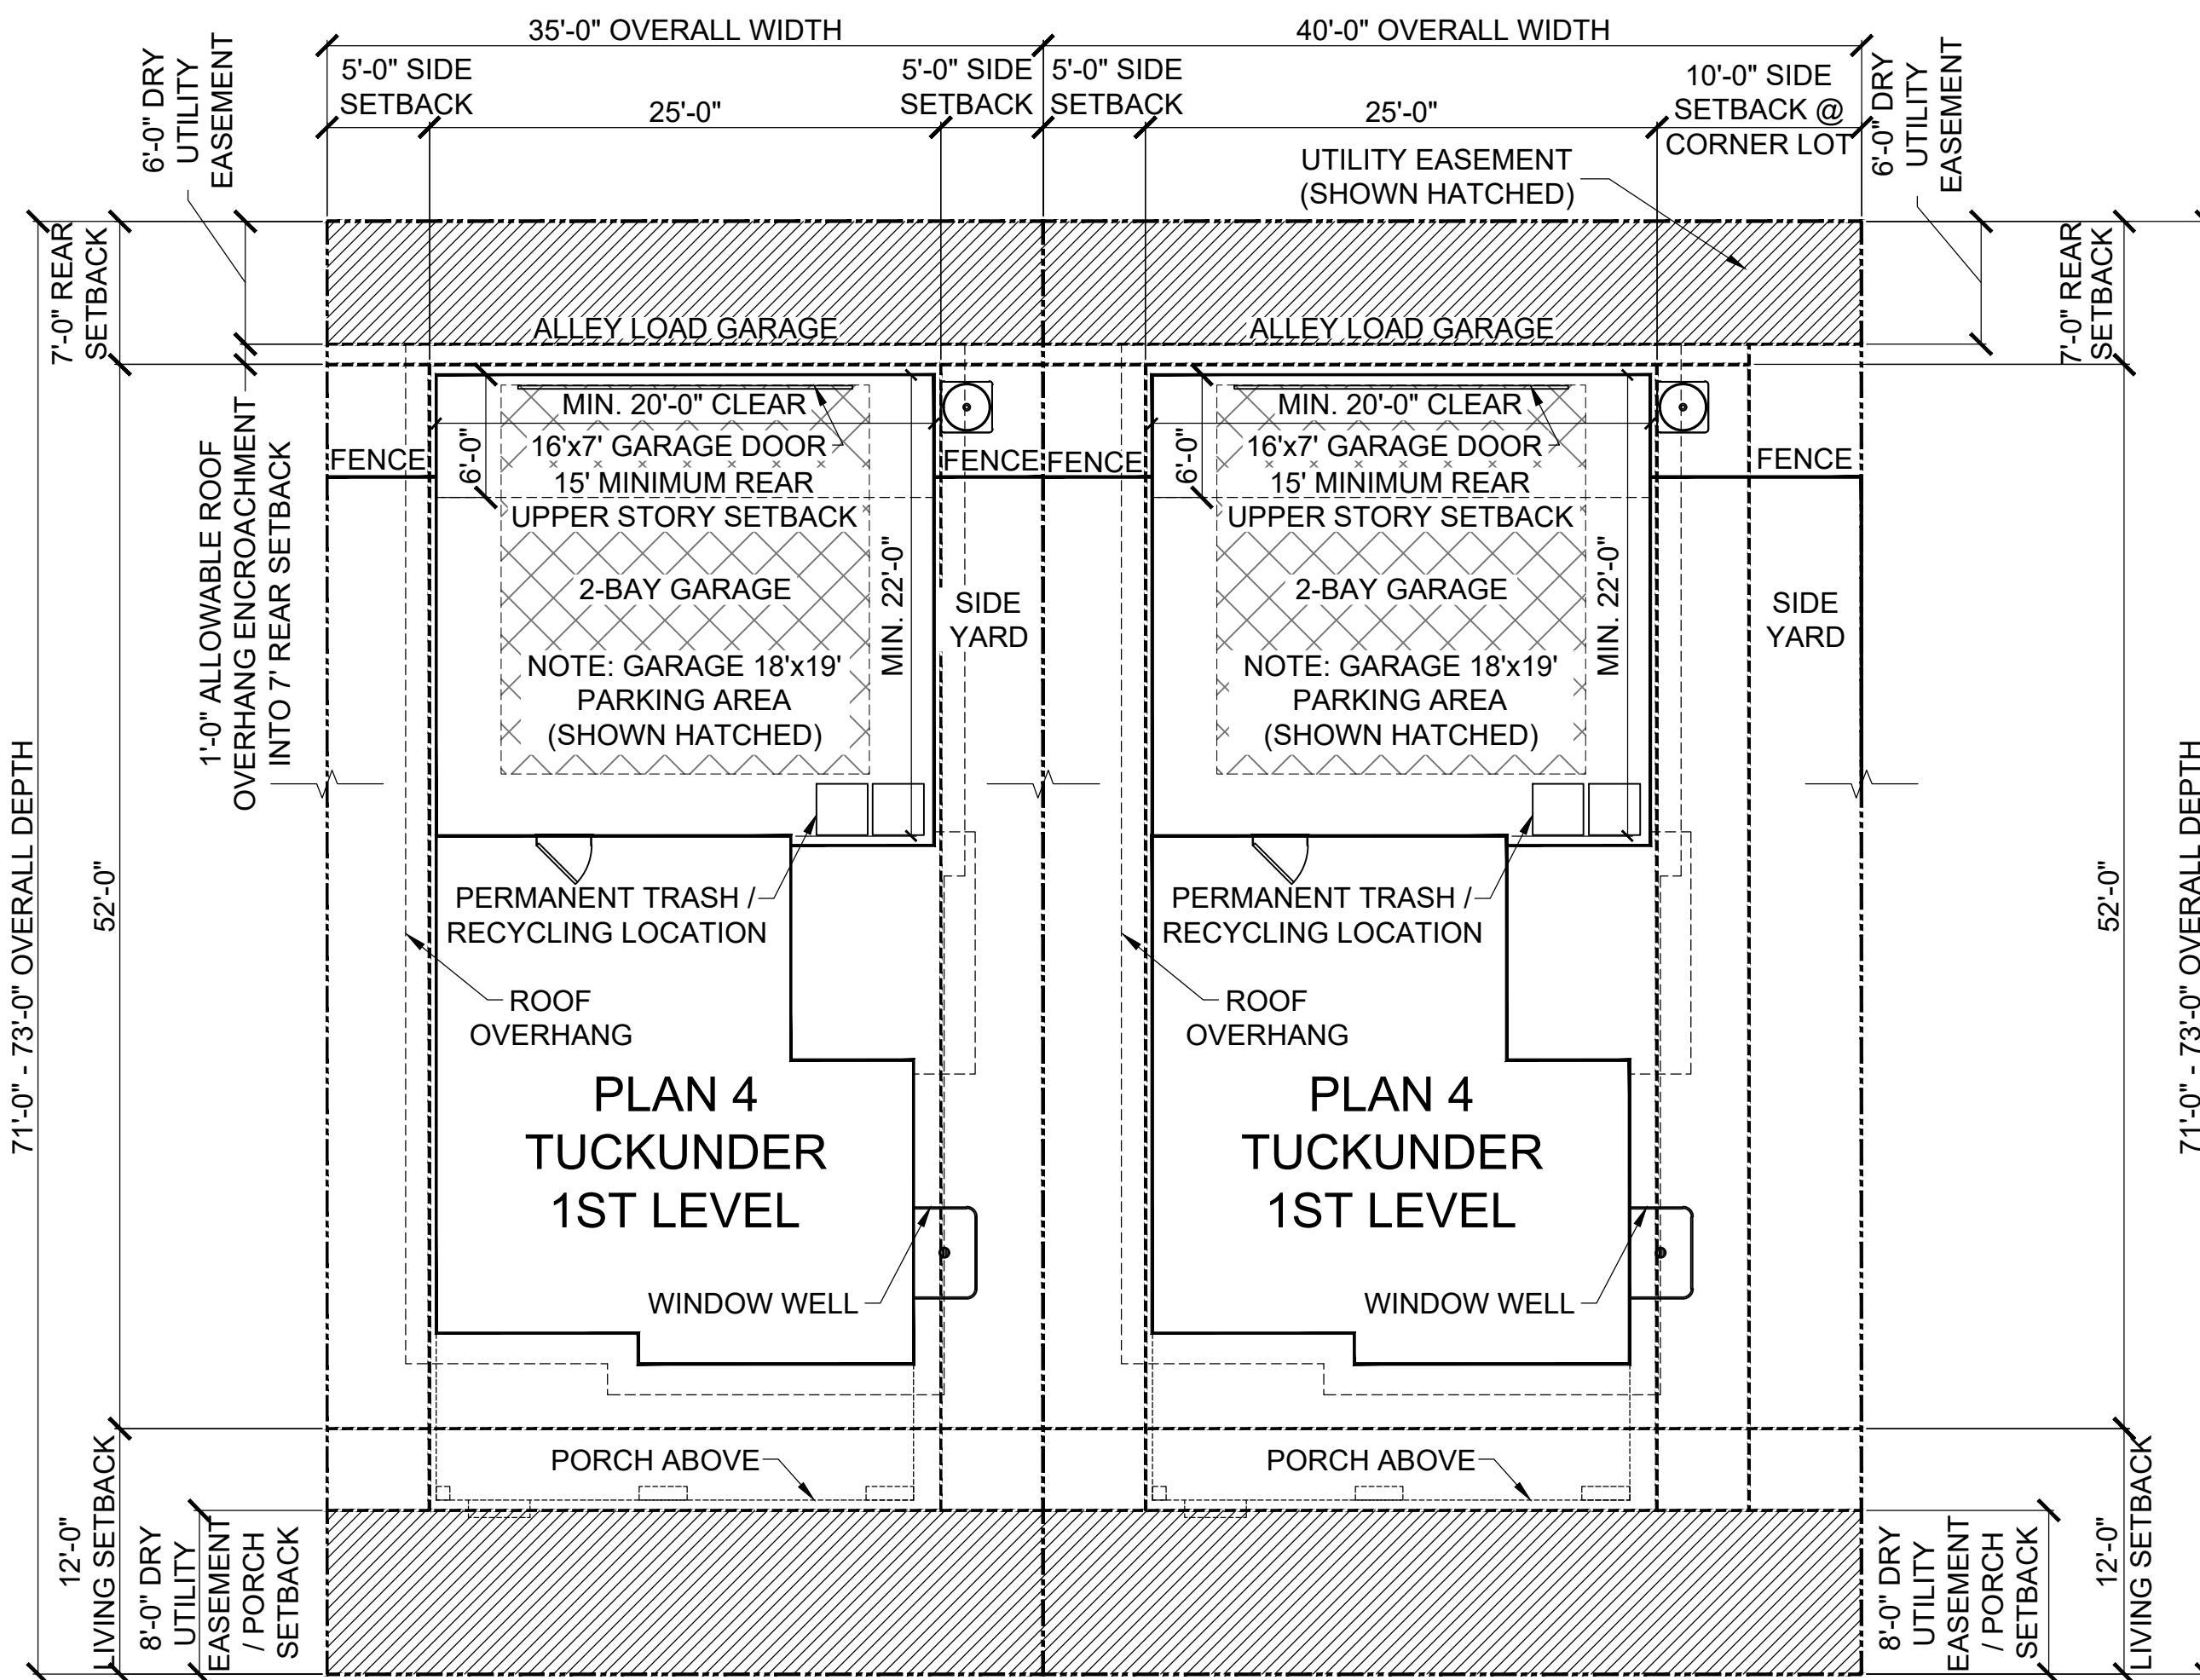 35'-0" OVERALL WIDTH
40'-0" OVERALL WIDTH
6'-0" DRY
UTILITY
EASEMENT
5'-0" SIDE
SETBACK
25'-0"
5'-0" SIDE
SETBACK
5'-0" SIDE
SETBACK
25'-0"
10'-0" SIDE
SETBACK @
CORNER LOT
6'-0" DRY
UTILITY
EASEMENT
UTILITY EASEMENT
(SHOWN HATCHED)
7'-0" REAR
SETBACK
ALLEY LOAD GARAGE
ALLEY LOAD GARAGE
7'-0" REAR
SETBACK
1'-0" ALLOWABLE ROOF
OVERHANG ENCROACHMENT
INTO 7' REAR SETBACK
FENCE
6'-0"
MIN. 20'-0" CLEAR
16'x7' GARAGE DOOR
15' MINIMUM REAR
UPPER STORY SETBACK
2-BAY GARAGE
NOTE: GARAGE 18'x19'
PARKING AREA
(SHOWN HATCHED)
MIN. 22'-0"
FENCE
SIDE
YARD
FENCE
6'-0"
MIN. 20'-0" CLEAR
16'x7' GARAGE DOOR
15' MINIMUM REAR
UPPER STORY SETBACK
2-BAY GARAGE
NOTE: GARAGE 18'x19'
PARKING AREA
(SHOWN HATCHED)
MIN. 22'-0"
FENCE
SIDE
YARD
71'-0" - 73'-0" OVERALL DEPTH
52'-0"
PERMANENT TRASH /
RECYCLING LOCATION
ROOF
OVERHANG
PLAN 4
TUCKUNDER
1ST LEVEL
WINDOW WELL
PERMANENT TRASH /
RECYCLING LOCATION
ROOF
OVERHANG
PLAN 4
TUCKUNDER
1ST LEVEL
WINDOW WELL
52'-0"
71'-0" - 73'-0" OVERALL DEPTH
PORCH ABOVE
PORCH ABOVE
12'-0"
LIVING SETBACK
8'-0" DRY
UTILITY
EASEMENT
/ PORCH
SETBACK
8'-0" DRY
UTILITY
EASEMENT
/ PORCH
SETBACK
12'-0"
LIVING SETBACK